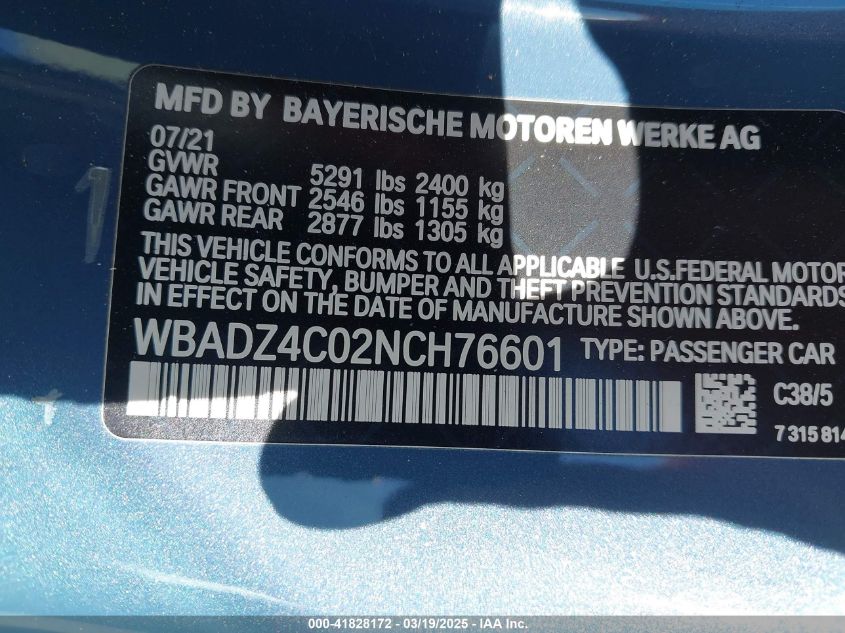 MFD BY BAYERISCHE MOTOREN WERKE AG
07/21
GVWR 5291 lbs 2400 kg
GAWR FRONT 2546 lbs 1155 kg
GAWR REAR 2877 lbs 1305 kg
THIS VEHICLE CONFORMS TO ALL APPLICABLE U.S.FEDERAL MOTOR
VEHICLE SAFETY, BUMPER AND THEFT PREVENTION STANDARDS
IN EFFECT ON THE DATE OF MANUFACTURE SHOWN ABOVE.
WBADZ4C02NCH76601 TYPE: PASSENGER CAR
C38/5
7 315 814
000-41828172 - 03/19/2025 - IAA Inc.